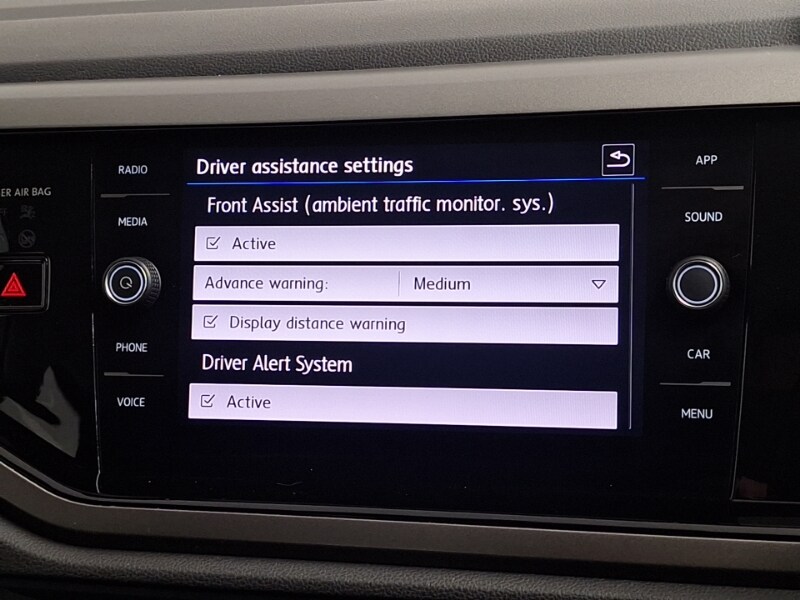 Driver assistance settings
Front Assist (ambient traffic monitor. sys.)
Active
Advance warning: Medium
Display distance warning
Driver Alert System
Active
RADIO
MEDIA
PHONE
VOICE
APP
SOUND
CAR
MENU
ER AIR BAG